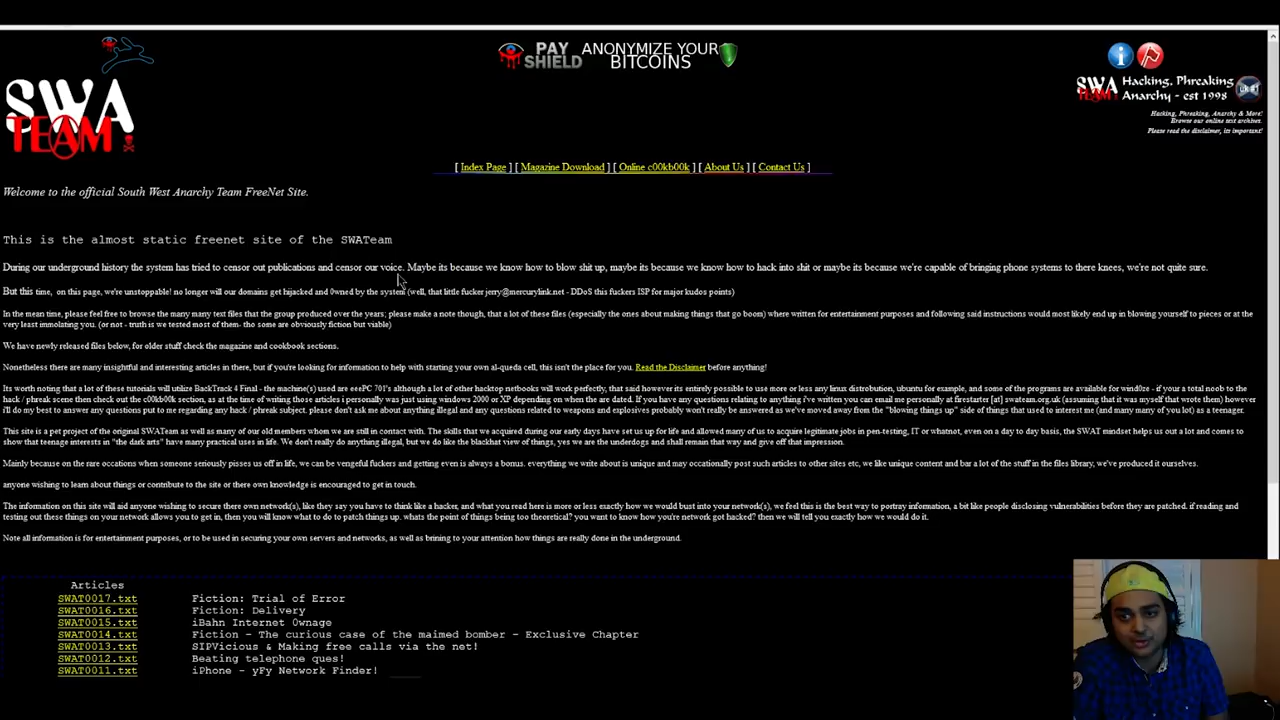 PAY SHIELD ANONYMIZE YOUR BITCOINS
SWA TEAM
SWA TEAM Hacking, Phreaking
Anarchy - est 1998
Hacking, Phreaking, Anarchy & More!
Browse our online text archives.
Please read the disclaimer, its important!
[ Index Page ] [ Magazine Download ] [ Online c00kb00k ] [ About Us ] [ Contact Us ]
Welcome to the official South West Anarchy Team FreeNet Site.
This is the almost static freenet site of the SWATeam
During our underground history the system has tried to censor out publications and censor our voice. Maybe its because we know how to blow shit up, maybe its because we know how to hack into shit or maybe its because we're capable of bringing phone systems to there knees, we're not quite sure.
But this time, on this page, we're unstoppable! no longer will our domains get hijacked and 0wned by the system (well, that little fucker jerry@mercurylink.net - DDoS this fuckers ISP for major kudos points)
In the mean time, please feel free to browse the many many text files that the group produced over the years; please make a note though, that a lot of these files (especially the ones about making things that go boom) where written for entertainment purposes and following said instructions would most likely end up in blowing yourself to pieces or at the
very least immolating you. (or not - truth is we tested most of them- tho some are obviously fiction but viable)
We have newly released files below, for older stuff check the magazine and cookbook sections.
Nonetheless there are many insightful and interesting articles in there, but if you're looking for information to help with starting your own al-queda cell, this isn't the place for you. Read the Disclaimer before anything!
Its worth noting that a lot of these tutorials will utilize BackTrack 4 Final - the machine(s) used are eeePC 701's although a lot of other hacktop netbooks will work perfectly, that said however its entirely possible to use more or less any linux distrobution, ubuntu for example, and some of the programs are available for wind0ze - if your a total noob to the
hack / phreak scene then check out the c00kb00k section, as at the time of writing those articles i personally was just using windows 2000 or XP depending on when the are dated. If you have any questions relating to anything i've written you can email me personally at firestarter [at] swateam.org.uk (assuming that it was myself that wrote them) however
i'll do my best to answer any questions put to me regarding any hack / phreak subject. please don't ask me about anything illegal and any questions related to weapons and explosives probably won't really be answered as we've moved away from the "blowing things up" side of things that used to interest me (and many many of you lot) as a teenager.
This site is a pet project of the original SWATeam as well as many of our old members whom we are still in contact with. The skills that we acquired during our early days have set us up for life and allowed many of us to acquire legitimate jobs in pen-testing, IT or whatnot, even on a day to day basis, the SWAT mindset helps us out a lot and comes to
show that teenage interests in "the dark arts" have many practical uses in life. We don't really do anything illegal, but we do like the blackhat view of things, yes we are the underdogs and shall remain that way and give off that impression.
Mainly because on the rare occations when someone seriously pisses us off in life, we can be vengeful fuckers and getting even is always a bonus. everything we write about is unique and may occationally post such articles to other sites etc, we like unique content and bar a lot of the stuff in the files library, we've produced it ourselves.
anyone wishing to learn about things or contribute to the site or there own knowledge is encouraged to get in touch.
The information on this site will aid anyone wishing to secure there own network(s), like they say you have to think like a hacker, and what you read here is more or less exactly how we would bust into your network(s), we feel this is the best way to portray information, a bit like people disclosing vulnerabilities before they are patched. if reading and
testing out these things on your network allows you to get in, then you will know what to do to patch things up. whats the point of things being too theoretical? you want to know how you're network got hacked? then we will tell you exactly how we would do it.
Note all information is for entertainment purposes, or to be used in securing your own servers and networks, as well as brining to your attention how things are really done in the underground.
Articles
SWAT0017.txt Fiction: Trial of Error
SWAT0016.txt Fiction: Delivery
SWAT0015.txt iBahn Internet 0wnage
SWAT0014.txt Fiction - The curious case of the maimed bomber - Exclusive Chapter
SWAT0013.txt SIPVicious & Making free calls via the net!
SWAT0012.txt Beating telephone ques!
SWAT0011.txt iPhone - yFy Network Finder!